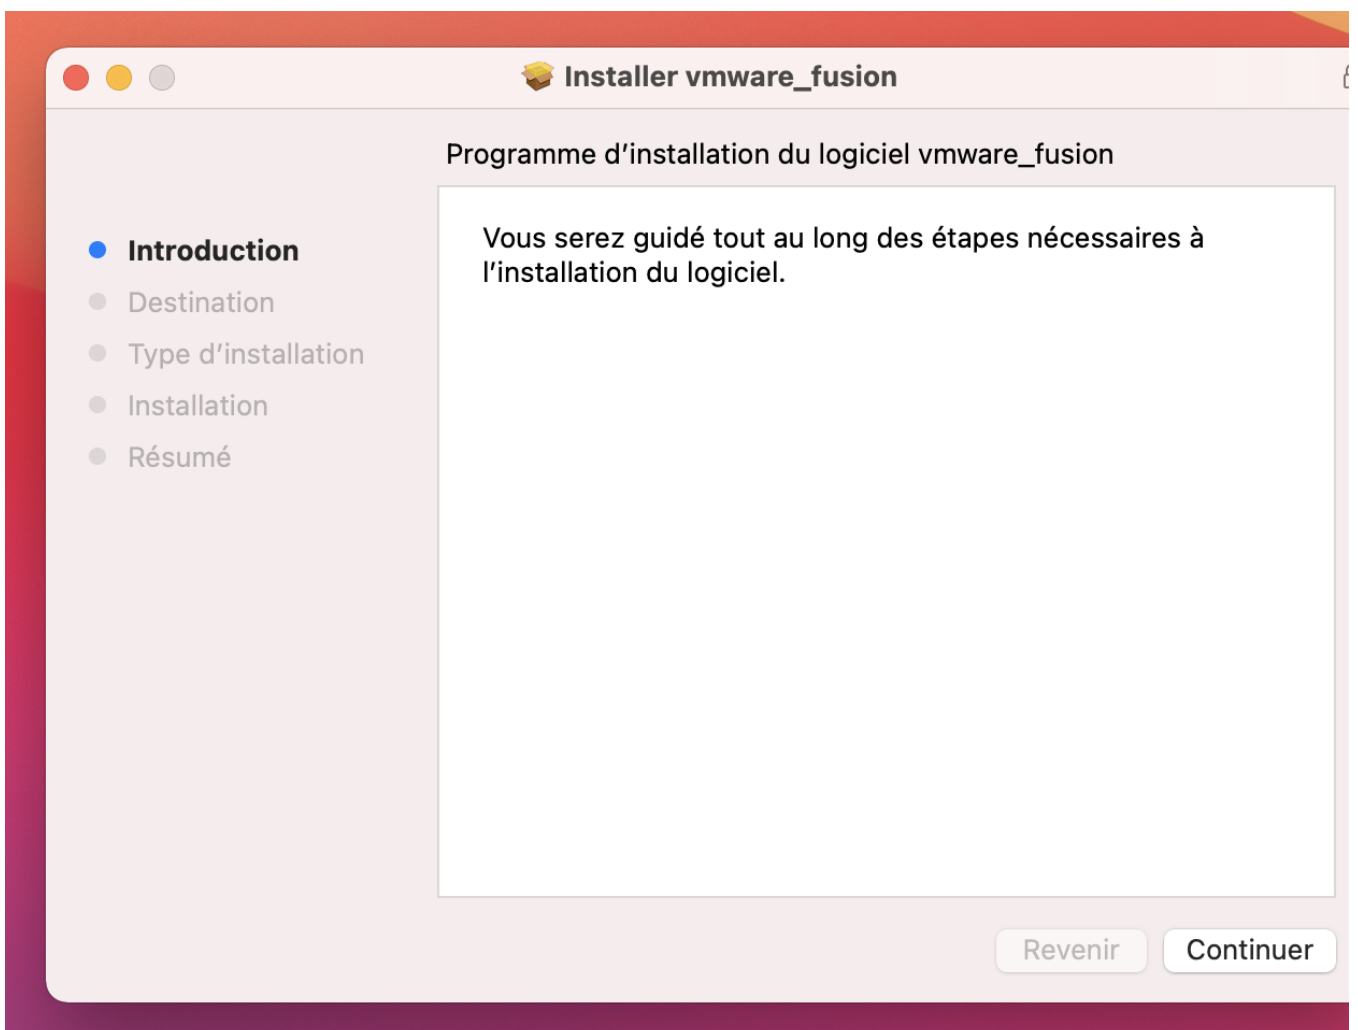 Installer vmware_fusion
Programme d’installation du logiciel vmware_fusion
Introduction
Destination
Type d’installation
Installation
Résumé
Vous serez guidé tout au long des étapes nécessaires à
l’installation du logiciel.
Revenir
Continuer